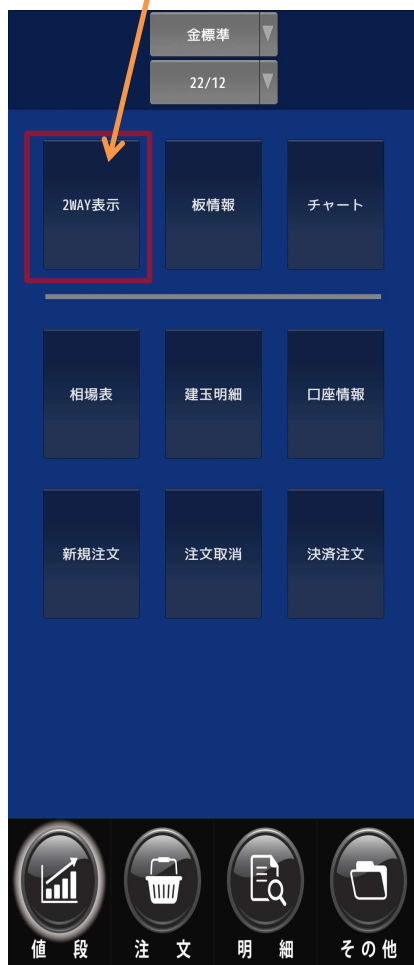 金標準
22/12
2WAY表示 板情報 チャート
相場表 建玉明細 口座情報
新規注文 注文取消 決済注文
値 段 注 文 明 細 その他